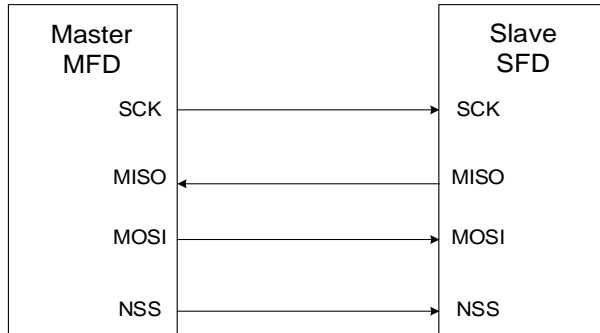 Master
MFD
Slave
SFD
SCK
SCK
MISO
MISO
MOSI
MOSI
NSS
NSS